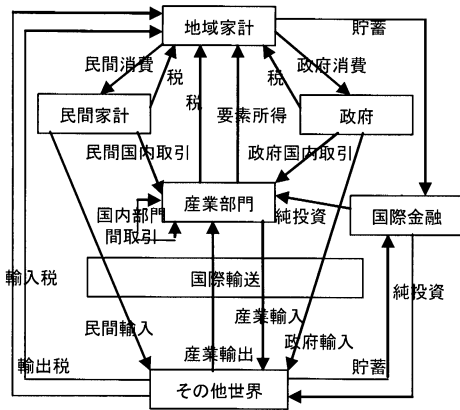 地域家計
貯蓄
民間消費
政府消費
税
税
税
要素所得
民間家計
政府
民間国内取引
政府国内取引
産業部門
国内部門
間取引
純投資
国際金融
国際輸送
輸入税
純投資
産業輸入
民間輸入
政府輸入
輸出税
産業輸出
貯蓄
その他世界